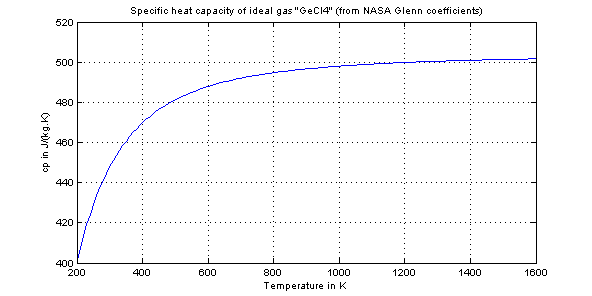 Specific heat capacity of ideal gas "GeCl4" (from NASA Glenn coefficients)
520
500
480
460
440
420
400
cp in J/(kg.K)
200 400 600 800 1000 1200 1400 1600
Temperature in K